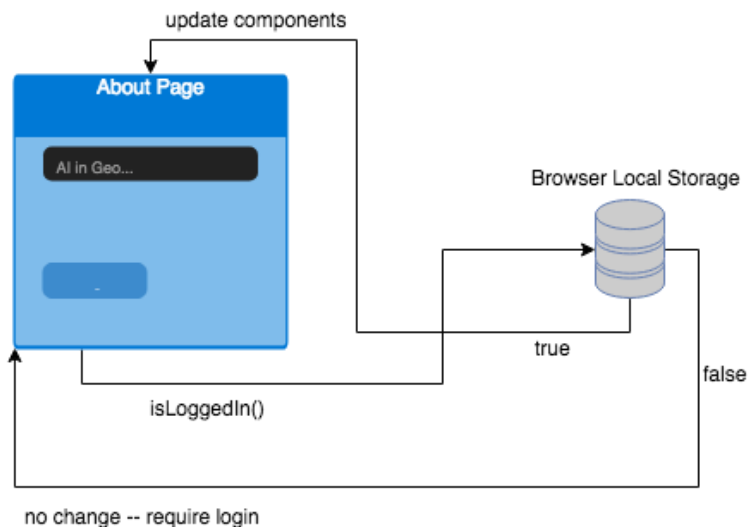 update components
About Page
AI in Geo...
Browser Local Storage
-
true
false
isLoggedIn()
no change -- require login